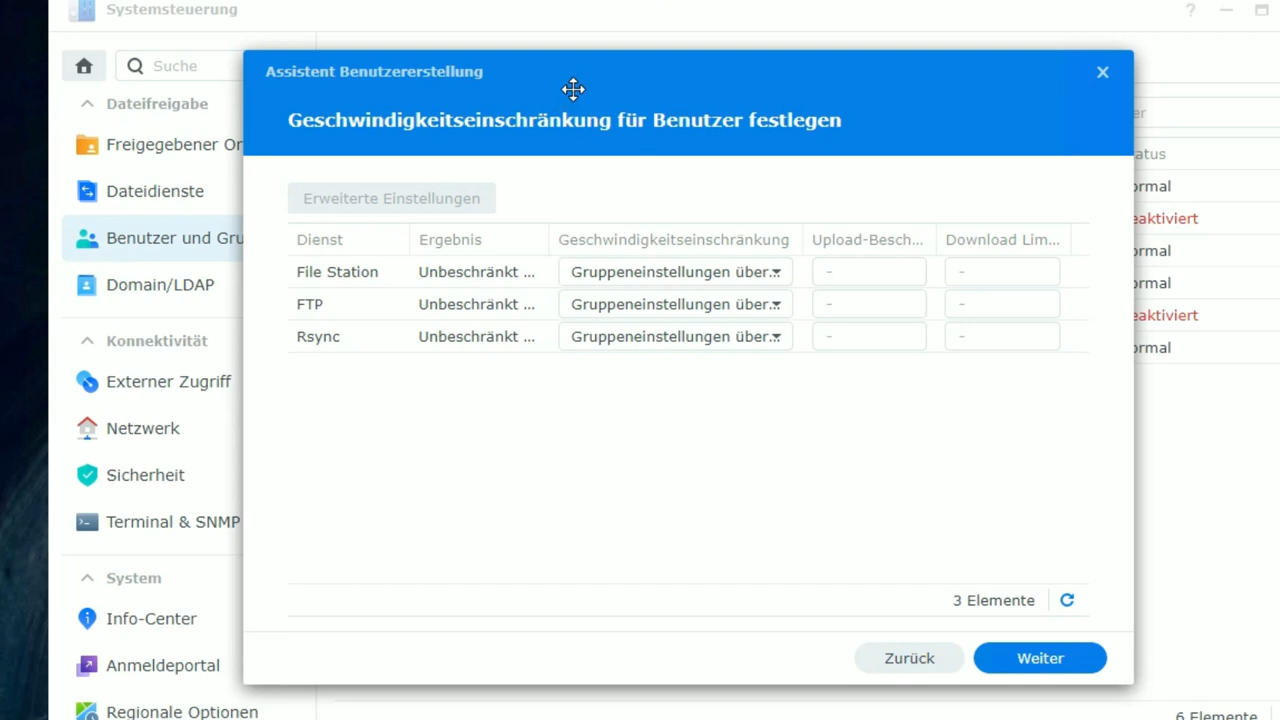 Systemsteuerung
?
Suche
Dateifreigabe
Freigegebener Or
Dateidienste
Benutzer und Gru
Domain/LDAP
Konnektivität
Externer Zugriff
Netzwerk
Sicherheit
Terminal & SNMP
System
Info-Center
Anmeldeportal
Regionale Optionen
Assistent Benutzererstellung
Geschwindigkeitseinschränkung für Benutzer festlegen
Erweiterte Einstellungen
Dienst Ergebnis Geschwindigkeitseinschränkung Upload-Besch... Download Lim...
File Station Unbeschränkt ... Gruppeneinstellungen über... - -
FTP Unbeschränkt ... Gruppeneinstellungen über... - -
Rsync Unbeschränkt ... Gruppeneinstellungen über... - -
3 Elemente
Zurück Weiter
er
atus
ormal
eaktiviert
ormal
ormal
eaktiviert
ormal
6 Elemente